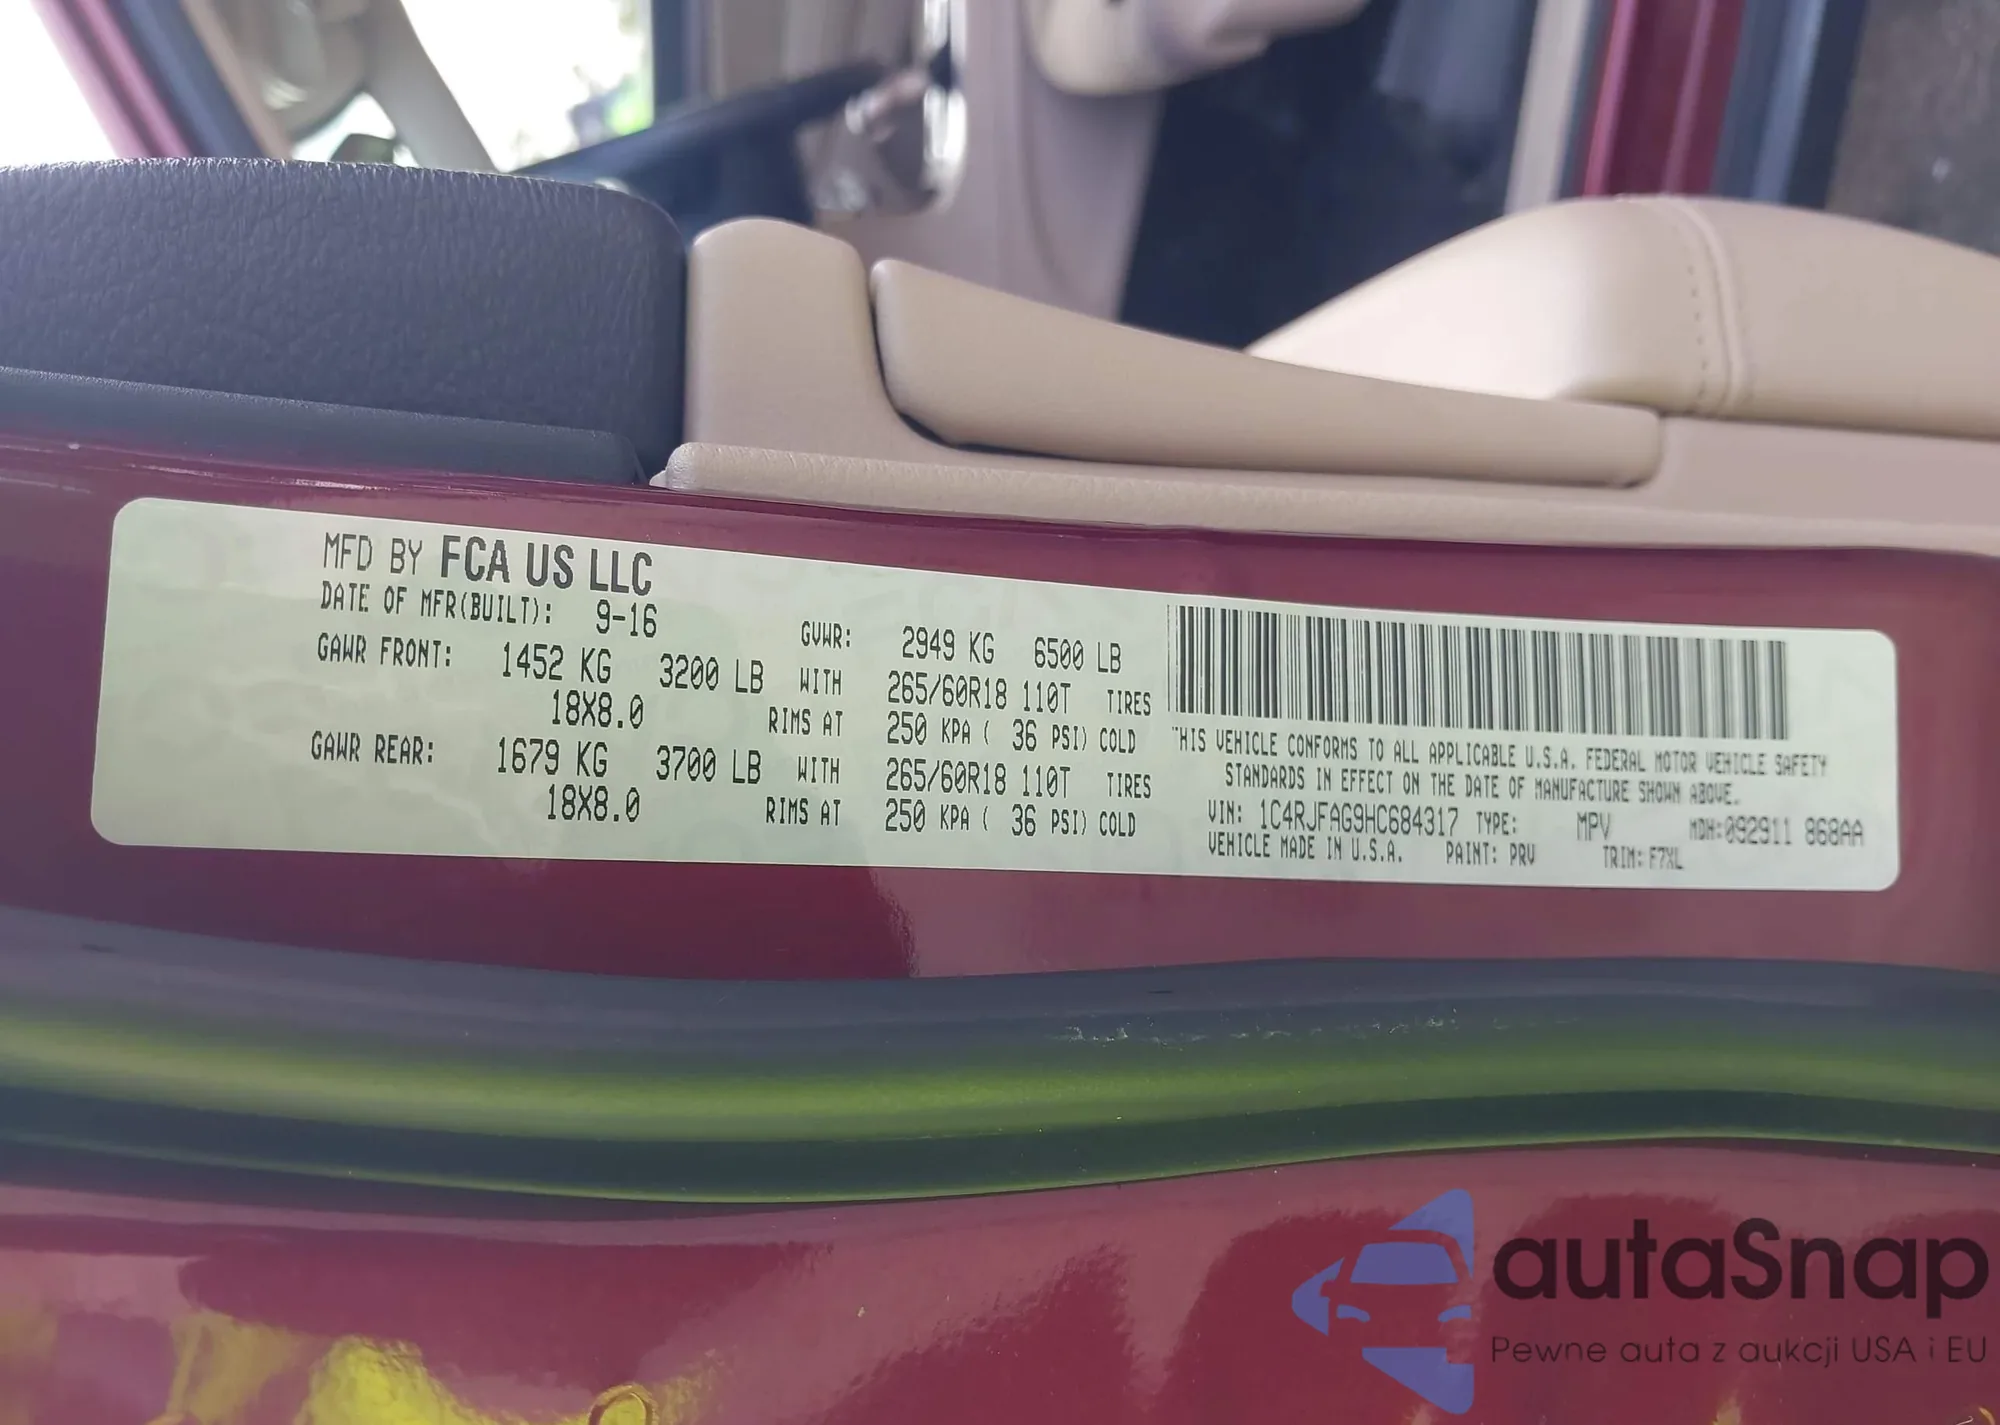 MFD BY FCA US LLC
DATE OF MFR(BUILT): 9-16 GVWR: 2949 KG 6500 LB
GAWR FRONT: 1452 KG 3200 LB WITH 265/60R18 110T TIRES
18X8.0 RIMS AT 250 KPA ( 36 PSI) COLD
GAWR REAR: 1679 KG 3700 LB WITH 265/60R18 110T TIRES
18X8.0 RIMS AT 250 KPA ( 36 PSI) COLD
THIS VEHICLE CONFORMS TO ALL APPLICABLE U.S.A. FEDERAL MOTOR VEHICLE SAFETY
STANDARDS IN EFFECT ON THE DATE OF MANUFACTURE SHOWN ABOVE.
VIN: 1C4RJFAG9HC684317 TYPE: MPV MDH:092911 868AA
VEHICLE MADE IN U.S.A. PAINT: PRV TRIM: F7XL
autaSnap
Pewne auta z aukcji USA i EU